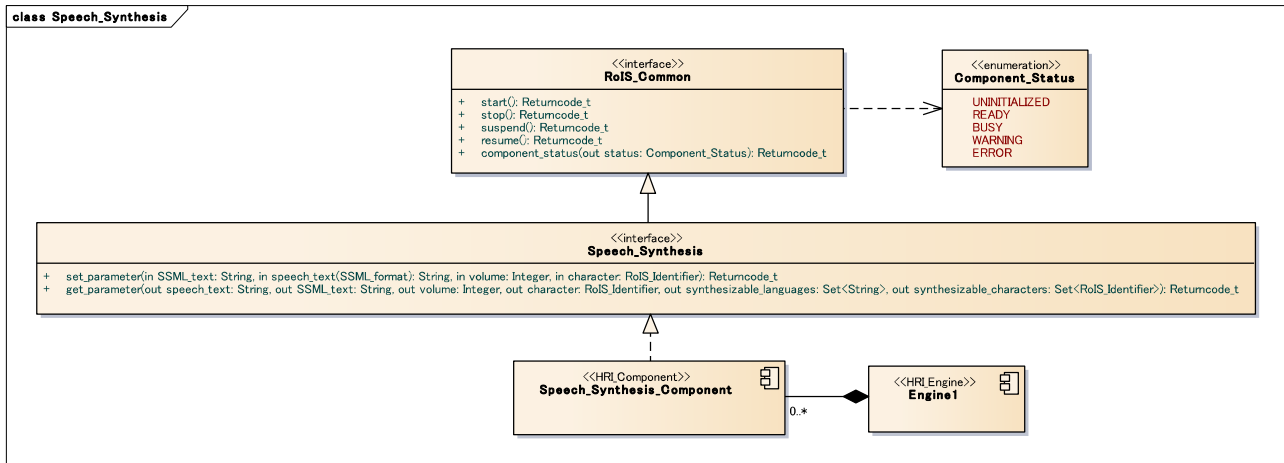 class Speech_Synthesis
<<interface>>
RoIS_Common
+ start(): Returncode_t
+ stop(): Returncode_t
+ suspend(): Returncode_t
+ resume(): Returncode_t
+ component_status(out status: Component_Status): Returncode_t
<<enumeration>>
Component_Status
UNINITIALIZED
READY
BUSY
WARNING
ERROR
<<interface>>
Speech_Synthesis
+ set_parameter(in SSML_text: String, in speech_text(SSML_format): String, in volume: Integer, in character: RoIS_Identifier): Returncode_t
+ get_parameter(out speech_text: String, out SSML_text: String, out volume: Integer, out character: RoIS_Identifier, out synthesizable_languages: Set<String>, out synthesizable_characters: Set<RoIS_Identifier>): Returncode_t
<<HRI_Component>>
Speech_Synthesis_Component
0..*
<<HRI_Engine>>
Engine1